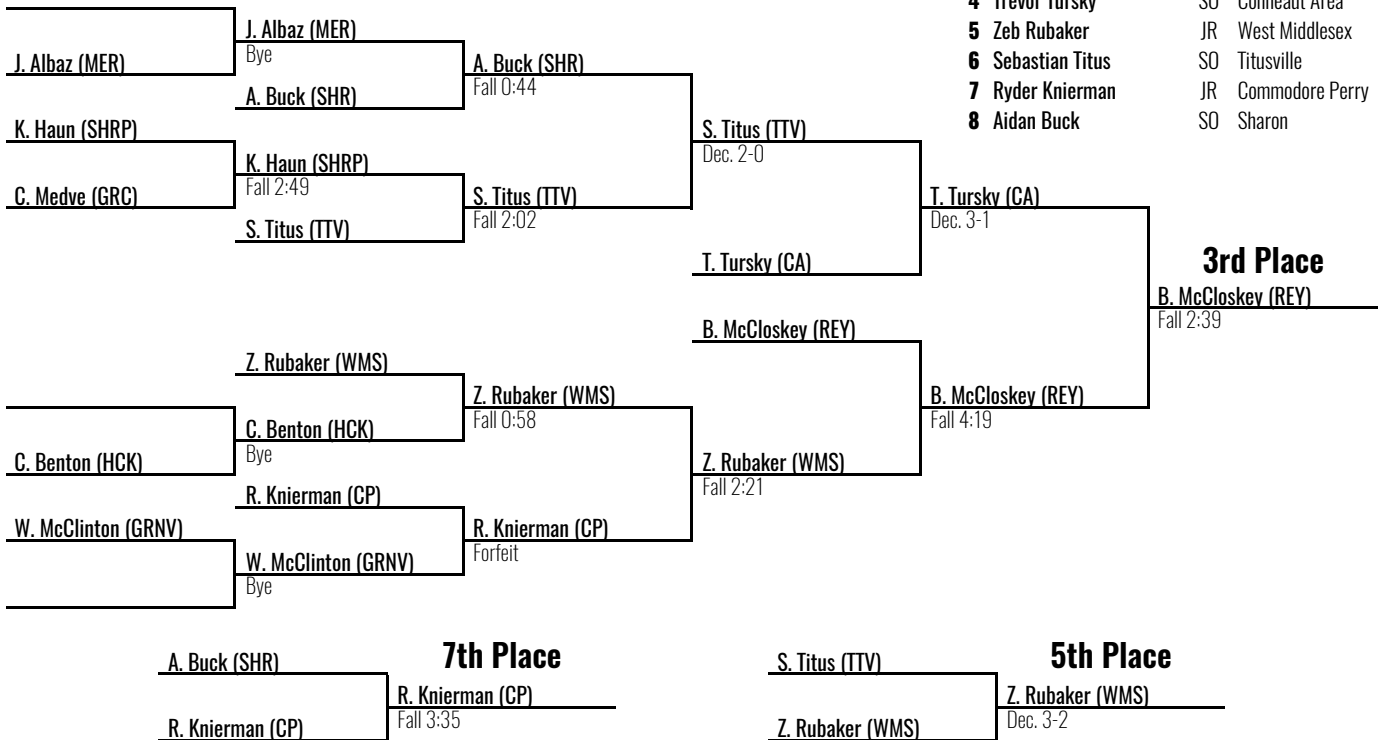 4 Trevor Tursky SO Conneaut Area
5 Zeb Rubaker JR West Middlesex
6 Sebastian Titus SO Titusville
7 Ryder Knierman JR Commodore Perry
8 Aidan Buck SO Sharon
J. Albaz (MER)
J. Albaz (MER)
Bye
A. Buck (SHR)
A. Buck (SHR)
Fall 0:44
K. Haun (SHRP)
C. Medve (GRC)
K. Haun (SHRP)
Fall 2:49
S. Titus (TTV)
S. Titus (TTV)
Fall 2:02
S. Titus (TTV)
Dec. 2-0
T. Tursky (CA)
T. Tursky (CA)
Dec. 3-1
3rd Place
B. McCloskey (REY)
Fall 2:39
B. McCloskey (REY)
B. McCloskey (REY)
Fall 4:19
Z. Rubaker (WMS)
C. Benton (HCK)
C. Benton (HCK)
Bye
Z. Rubaker (WMS)
Fall 0:58
Z. Rubaker (WMS)
Fall 2:21
R. Knierman (CP)
W. McClinton (GRNV)
W. McClinton (GRNV)
Bye
R. Knierman (CP)
Forfeit
7th Place
A. Buck (SHR)
R. Knierman (CP)
R. Knierman (CP)
Fall 3:35
5th Place
S. Titus (TTV)
Z. Rubaker (WMS)
Z. Rubaker (WMS)
Dec. 3-2